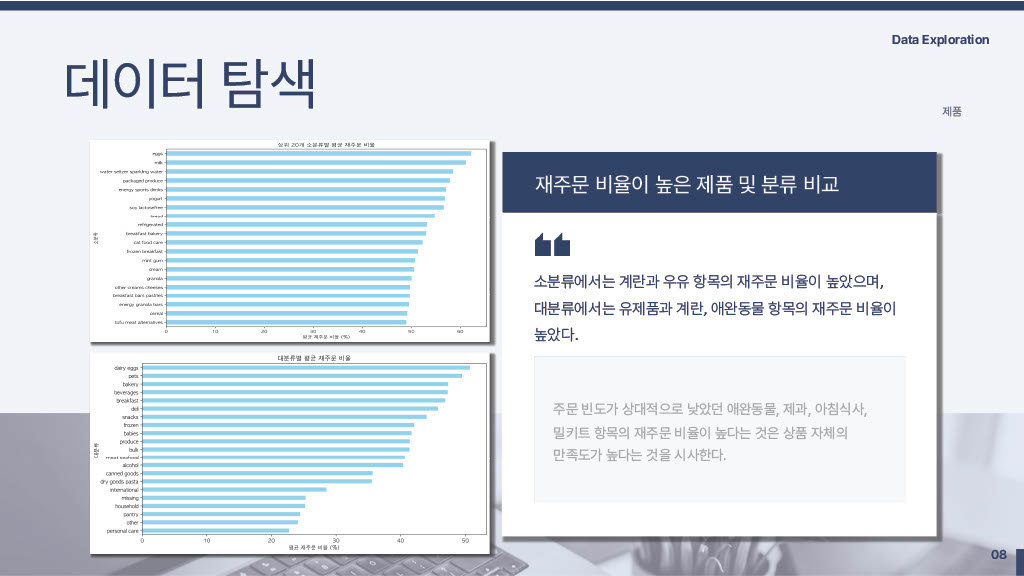 Data Exploration
데이터 탐색
제품
상위 20개 소분류별 평균 재주문 비율
eggs
milk
water seltzer sparkling water
packaged produce
energy sports drinks
yogurt
soy lactosefree
bread
refrigerated
breakfast bakery
cat food care
frozen breakfast
mint gum
cream
granola
other creams cheeses
breakfast bars pastries
energy granola bars
cereal
tofu meat alternatives
소분류
0 10 20 30 40 50 60
평균 재주문 비율 (%)
대분류별 평균 재주문 비율
dairy eggs
pets
bakery
beverages
breakfast
deli
snacks
frozen
babies
produce
bulk
meat seafood
alcohol
canned goods
dry goods pasta
international
missing
household
pantry
other
personal care
대분류
0 10 20 30 40 50
평균 재주문 비율 (%)
재주문 비율이 높은 제품 및 분류 비교
소분류에서는 계란과 우유 항목의 재주문 비율이 높았으며,
대분류에서는 유제품과 계란, 애완동물 항목의 재주문 비율이
높았다.
주문 빈도가 상대적으로 낮았던 애완동물, 제과, 아침식사,
밀키트 항목의 재주문 비율이 높다는 것은 상품 자체의
만족도가 높다는 것을 시사한다.
08